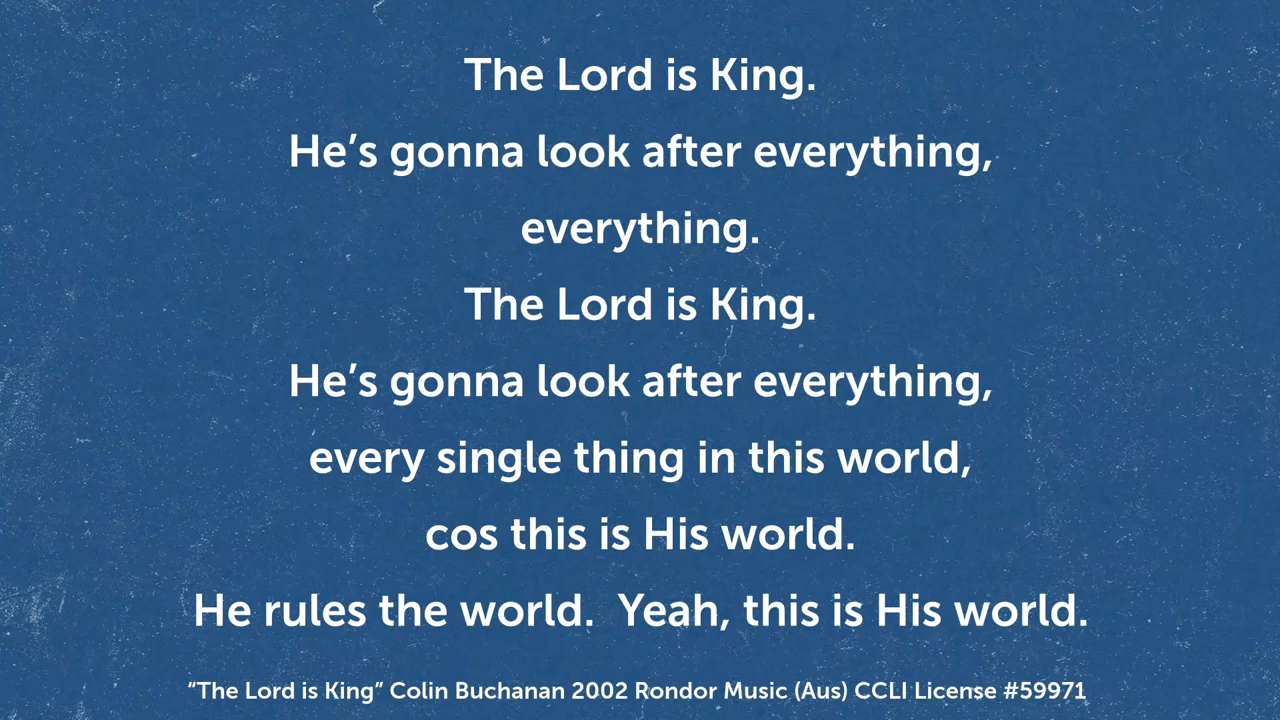 The Lord is King.
He’s gonna look after everything,
everything.
The Lord is King.
He’s gonna look after everything,
every single thing in this world,
cos this is His world.
He rules the world.  Yeah, this is His world.
“The Lord is King” Colin Buchanan 2002 Rondor Music (Aus) CCLI License #59971